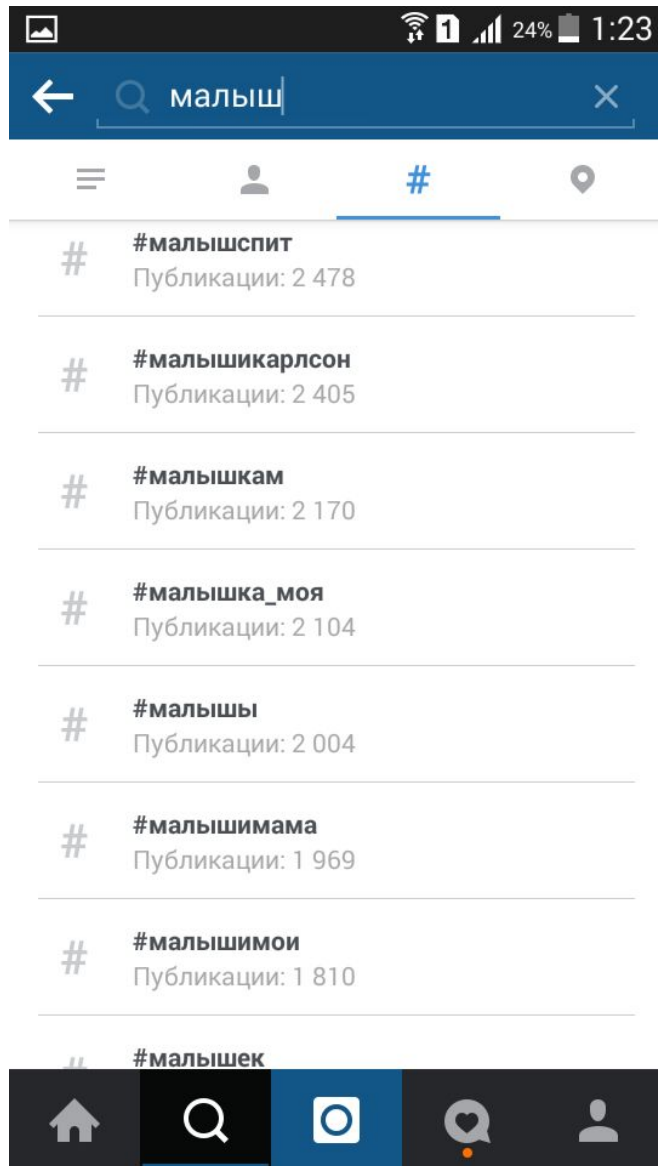 24% 1:23
малыш
#малышспит
Публикации: 2 478
#малышикарлсон
Публикации: 2 405
#малышкам
Публикации: 2 170
#малышка_моя
Публикации: 2 104
#малышы
Публикации: 2 004
#малышимама
Публикации: 1 969
#малышимои
Публикации: 1 810
#малышек